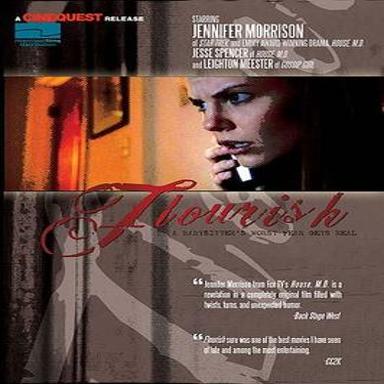 A CINEQUEST RELEASE
STARRING
JENNIFER MORRISON
of STAR TREK and EMMY AWARD-WINNING DRAMA, HOUSE, M.D.
JESSE SPENCER of HOUSE M.D.
and LEIGHTON MEESTER of GOSSIP GIRL
Flourish
A BABYSITTER'S WORST FEAR GETS REAL
“Jennifer Morrison from Fox TV's House, M.D. is a
revelation in a completely original film filled with
twists, turns, and unexpected humor.
-Back Stage West
“Flourish sure was one of the best movies I have seen
of late and among the most entertaining.
-CC2K